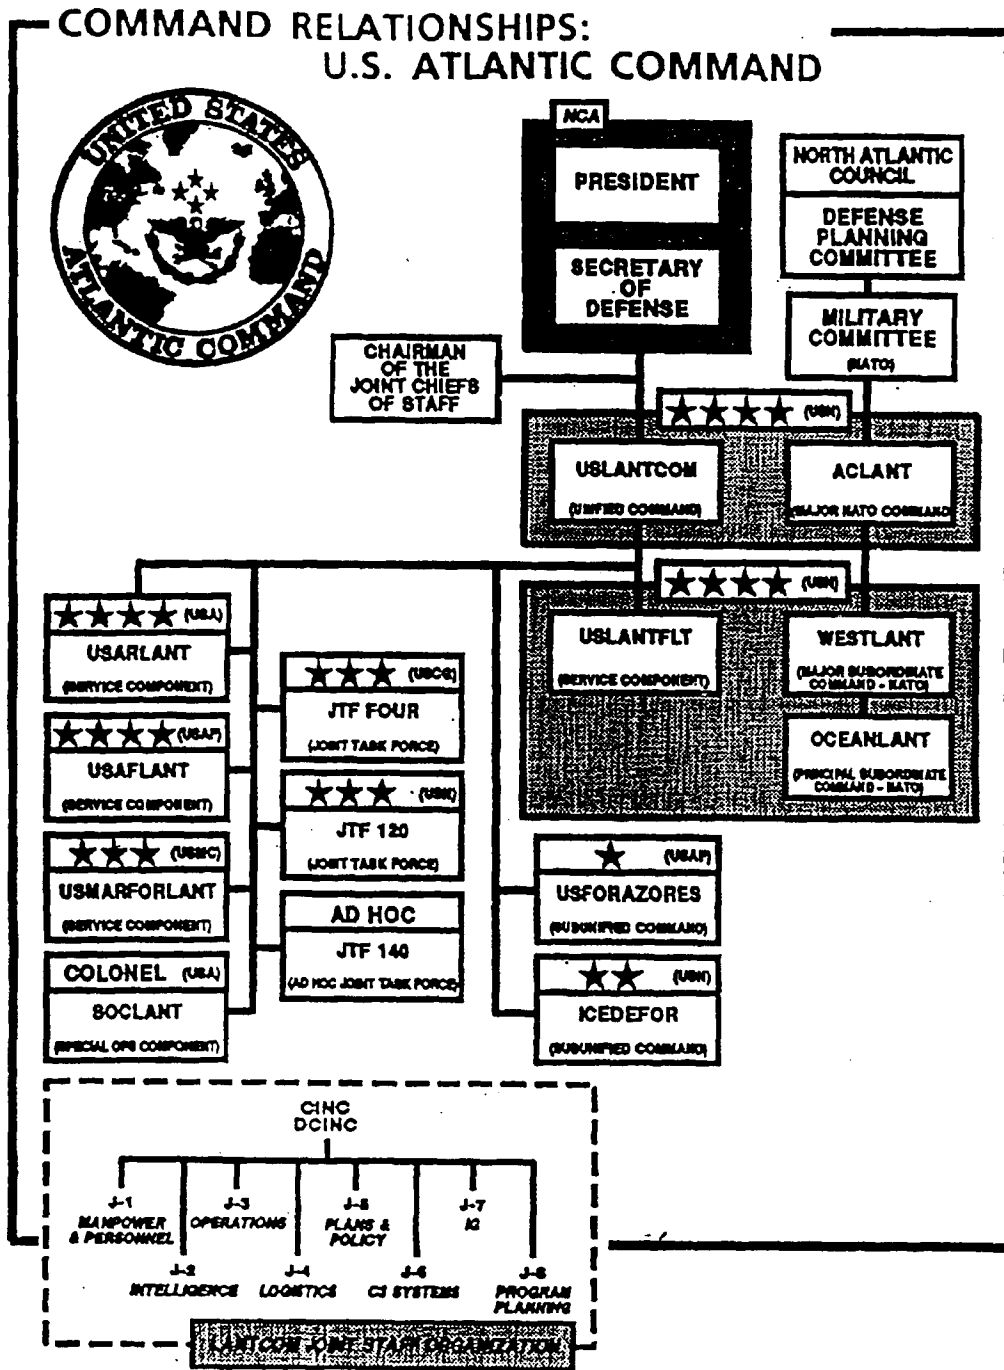 COMMAND RELATIONSHIPS:
U.S. ATLANTIC COMMAND
UNITED STATES
ATLANTIC COMMAND
NCA
PRESIDENT
SECRETARY
OF
DEFENSE
NORTH ATLANTIC
COUNCIL
DEFENSE
PLANNING
COMMITTEE
MILITARY
COMMITTEE
(NATO)
CHAIRMAN
OF THE
JOINT CHIEFS
OF STAFF
(USN)
USLANTCOM
(UNIFIED COMMAND)
ACLANT
(MAJOR NATO COMMAND)
(USN)
USLANTFLT
(SERVICE COMPONENT)
WESTLANT
(MAJOR SUBORDINATE
COMMAND - NATO)
OCEANLANT
(PRINCIPAL SUBORDINATE
COMMAND - NATO)
(USA)
USARLANT
(SERVICE COMPONENT)
(USAF)
USAFLANT
(SERVICE COMPONENT)
(USMC)
USMARFORLANT
(SERVICE COMPONENT)
COLONEL (USA)
SOCLANT
(SPECIAL OPS COMPONENT)
(USCG)
JTF FOUR
(JOINT TASK FORCE)
(USN)
JTF 120
(JOINT TASK FORCE)
AD HOC
JTF 140
(AD HOC JOINT TASK FORCE)
(USAF)
USFORAZORES
(SUBUNIFIED COMMAND)
(USN)
ICEDEFOR
(SUBUNIFIED COMMAND)
CINC
DCINC
J-1
MANPOWER
& PERSONNEL
J-2
INTELLIGENCE
J-3
OPERATIONS
J-4
LOGISTICS
J-5
PLANS &
POLICY
J-6
C3 SYSTEMS
J-7
IG
J-8
PROGRAM
PLANNING
LANTCOM JOINT STAFF ORGANIZATION